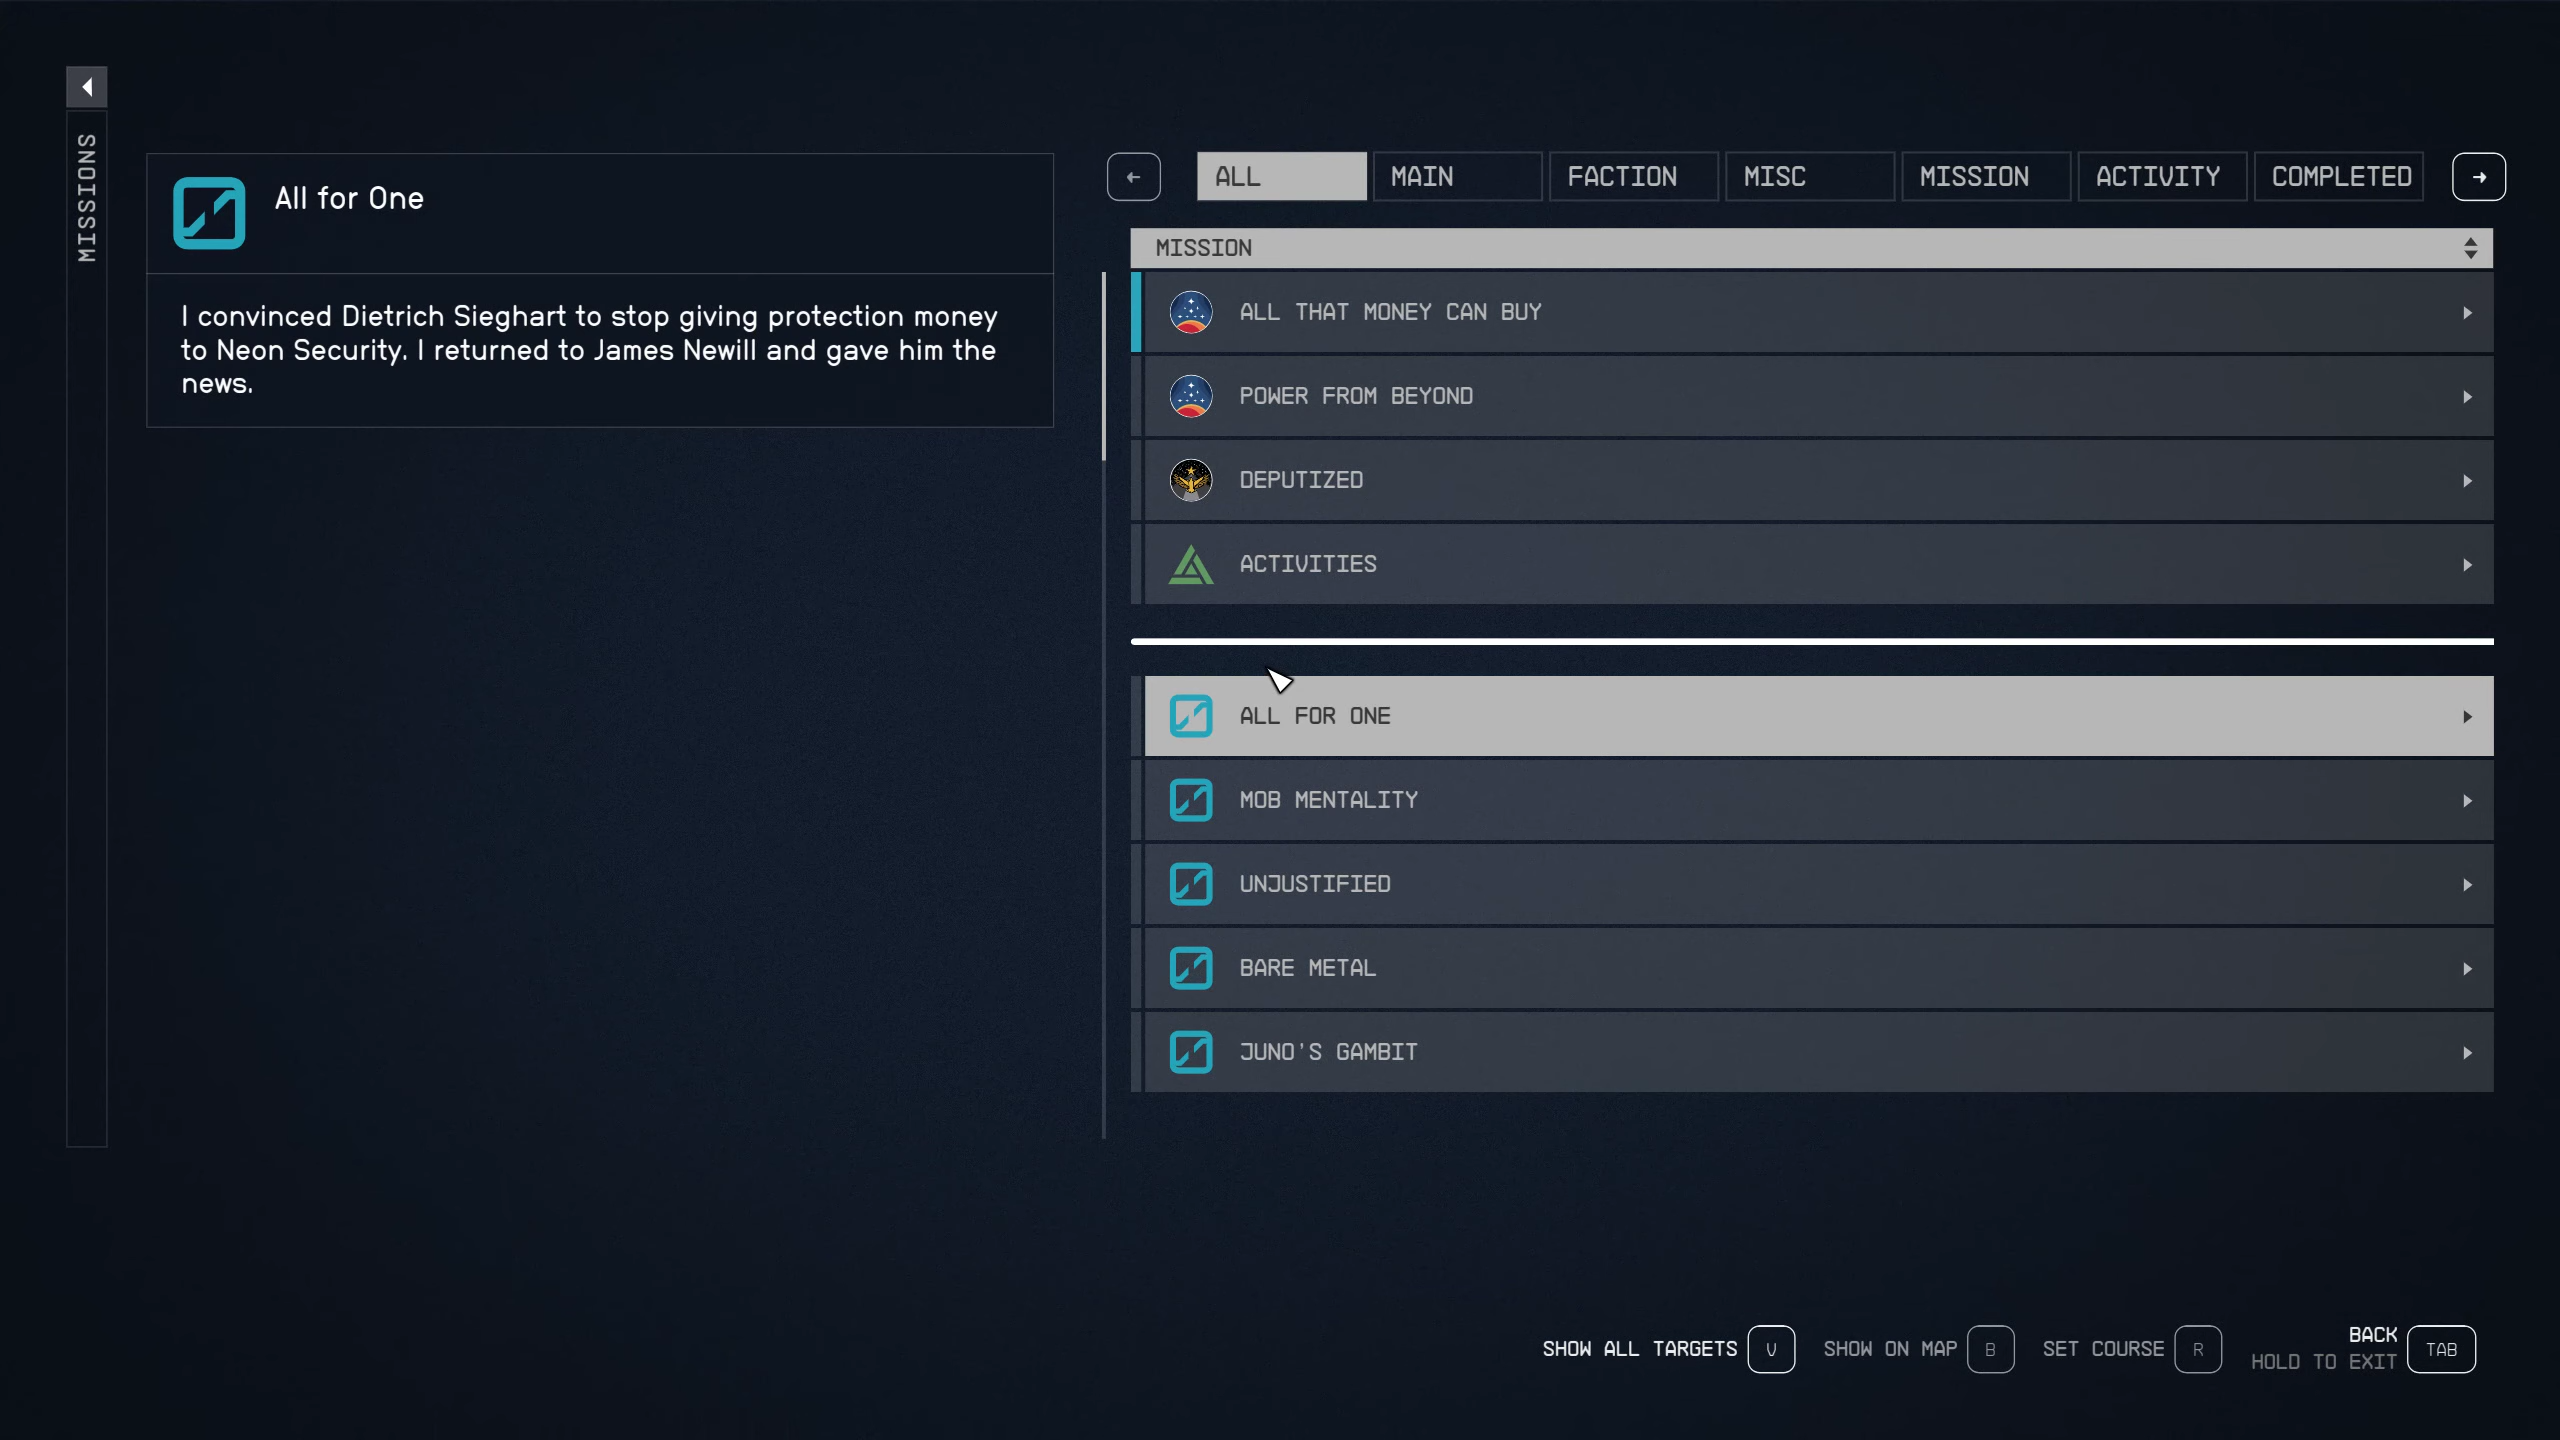 MISSIONS
All for One
I convinced Dietrich Sieghart to stop giving protection money
to Neon Security. I returned to James Newill and gave him the
news.
ALL MAIN FACTION MISC MISSION ACTIVITY COMPLETED
MISSION
ALL THAT MONEY CAN BUY
POWER FROM BEYOND
DEPUTIZED
ACTIVITIES
ALL FOR ONE
MOB MENTALITY
UNJUSTIFIED
BARE METAL
JUNO'S GAMBIT
SHOW ALL TARGETS V SHOW ON MAP B SET COURSE R BACK TAB
HOLD TO EXIT